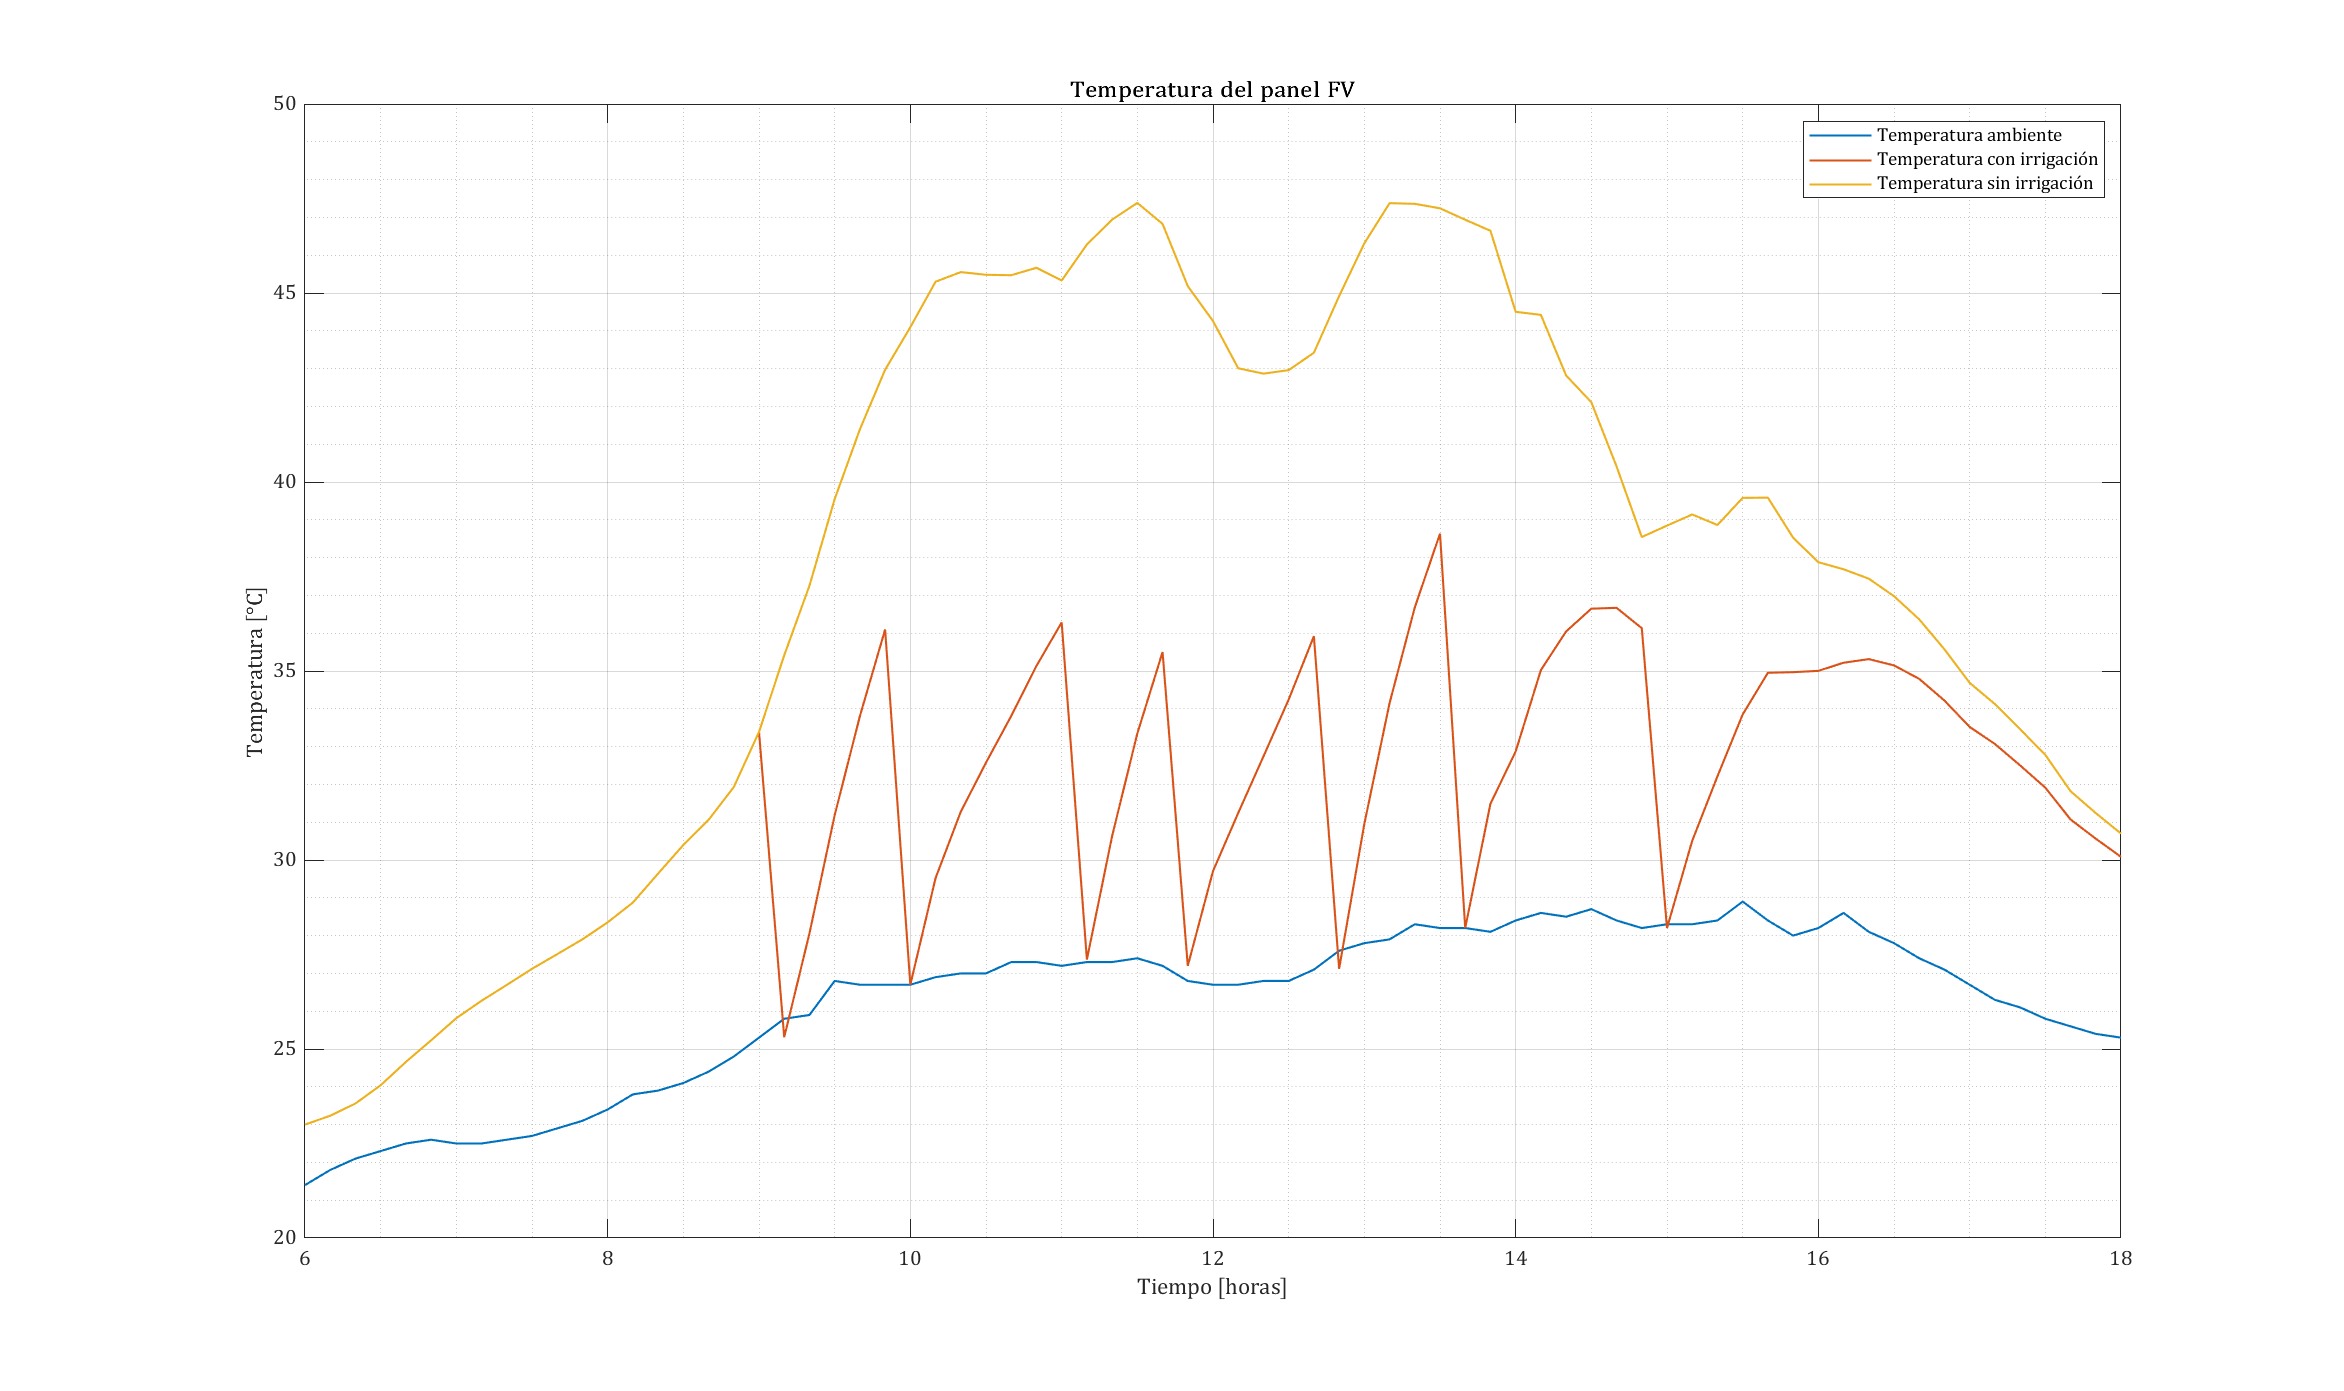 Temperatura del panel FV
50
45
40
35
30
25
20
Temperatura [°C]
Temperatura ambiente
Temperatura con irrigación
Temperatura sin irrigación
6 8 10 12 14 16 18
Tiempo [horas]